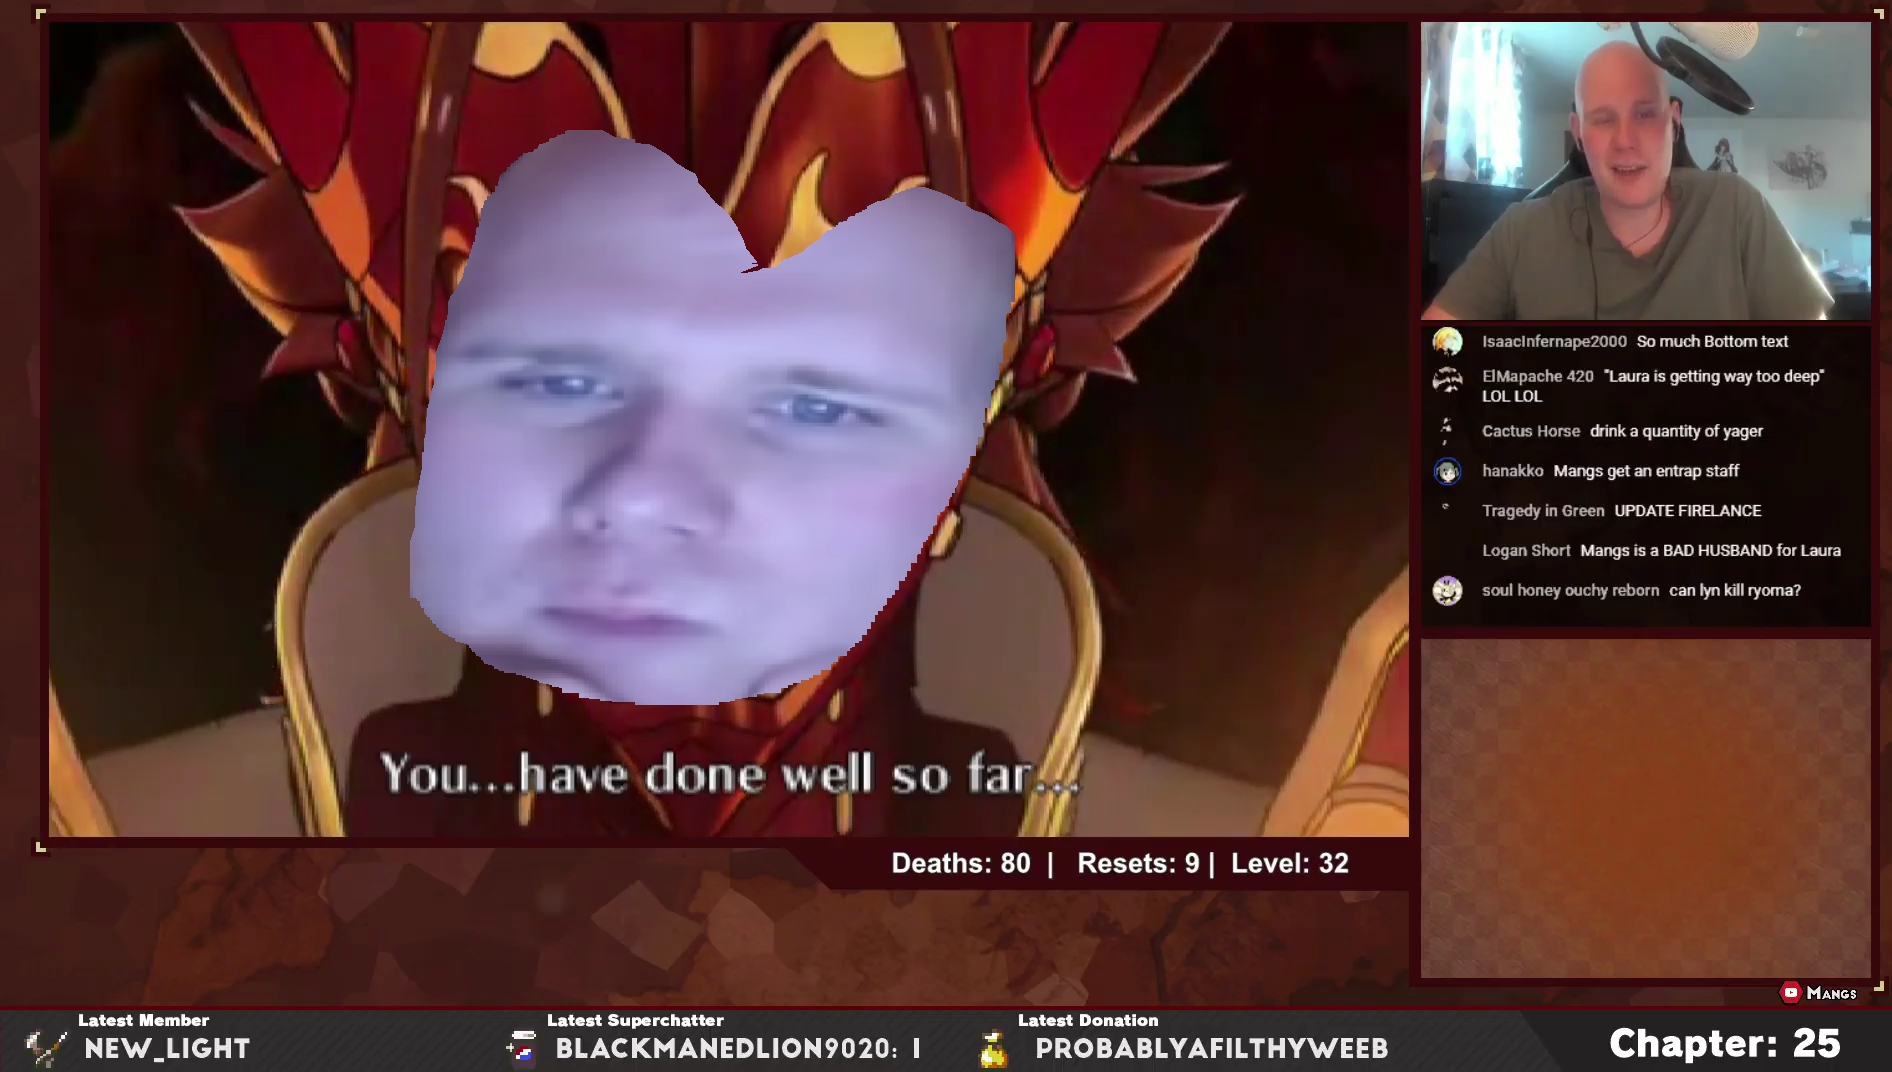 IsaacInfernape2000 So much Bottom text
ElMapache 420 "Laura is getting way too deep"
LOL LOL
Cactus Horse drink a quantity of yager
hanakko Mangs get an entrap staff
Tragedy in Green UPDATE FIRELANCE
Logan Short Mangs is a BAD HUSBAND for Laura
soul honey ouchy reborn can lyn kill ryoma?
You...have done well so far...
Deaths: 80 | Resets: 9 | Level: 32
MANGS
Latest Member
NEW_LIGHT
Latest Superchatter
BLACKMANEDLION9020: 1
Latest Donation
PROBABLYAFILTHYWEEB
Chapter: 25